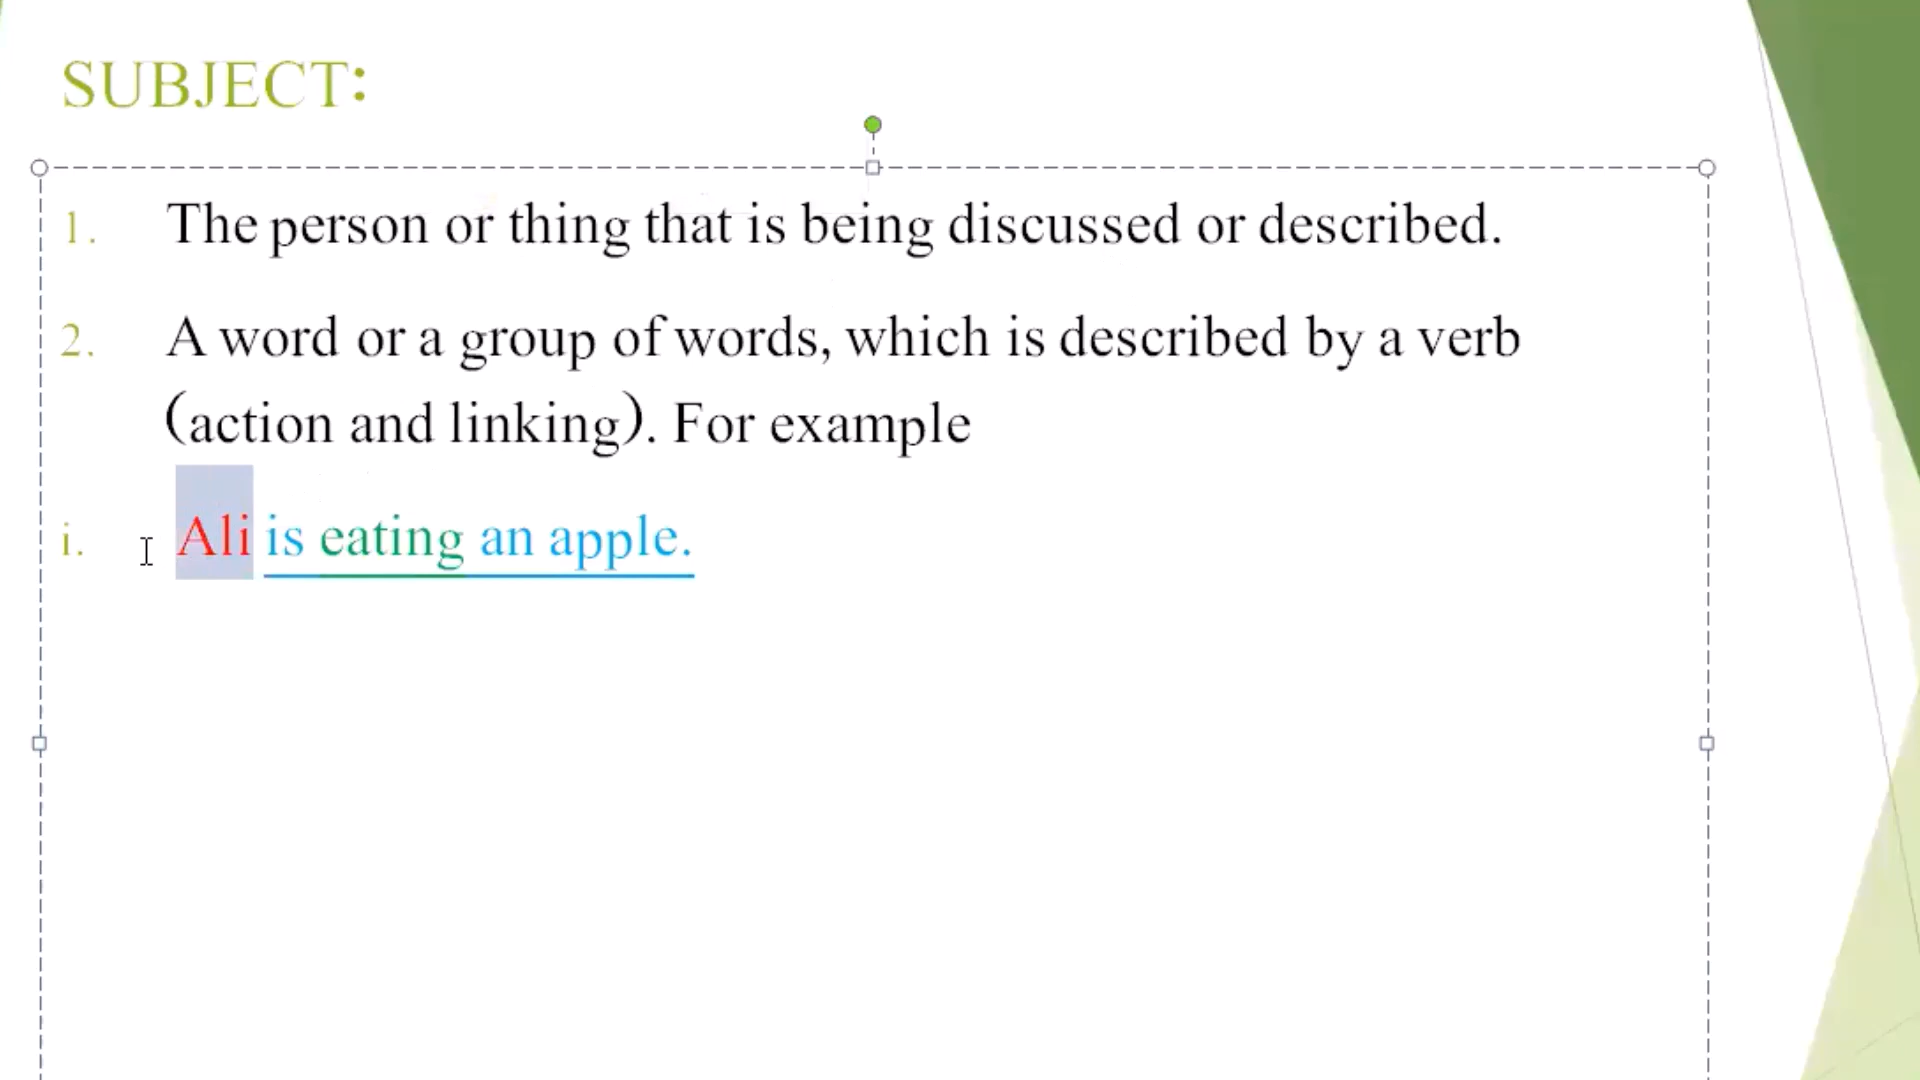 SUBJECT:
1. The person or thing that is being discussed or described.
2. A word or a group of words, which is described by a verb
(action and linking). For example
i. Ali is eating an apple.